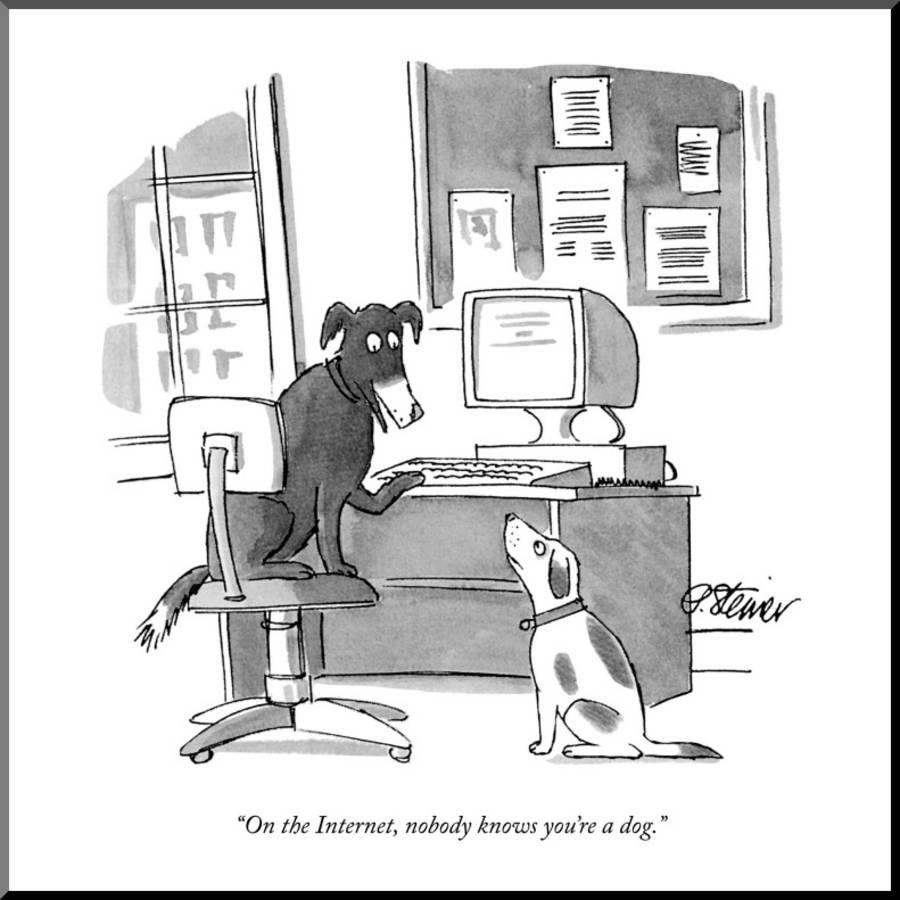 P. Steiner
“On the Internet, nobody knows you’re a dog.”